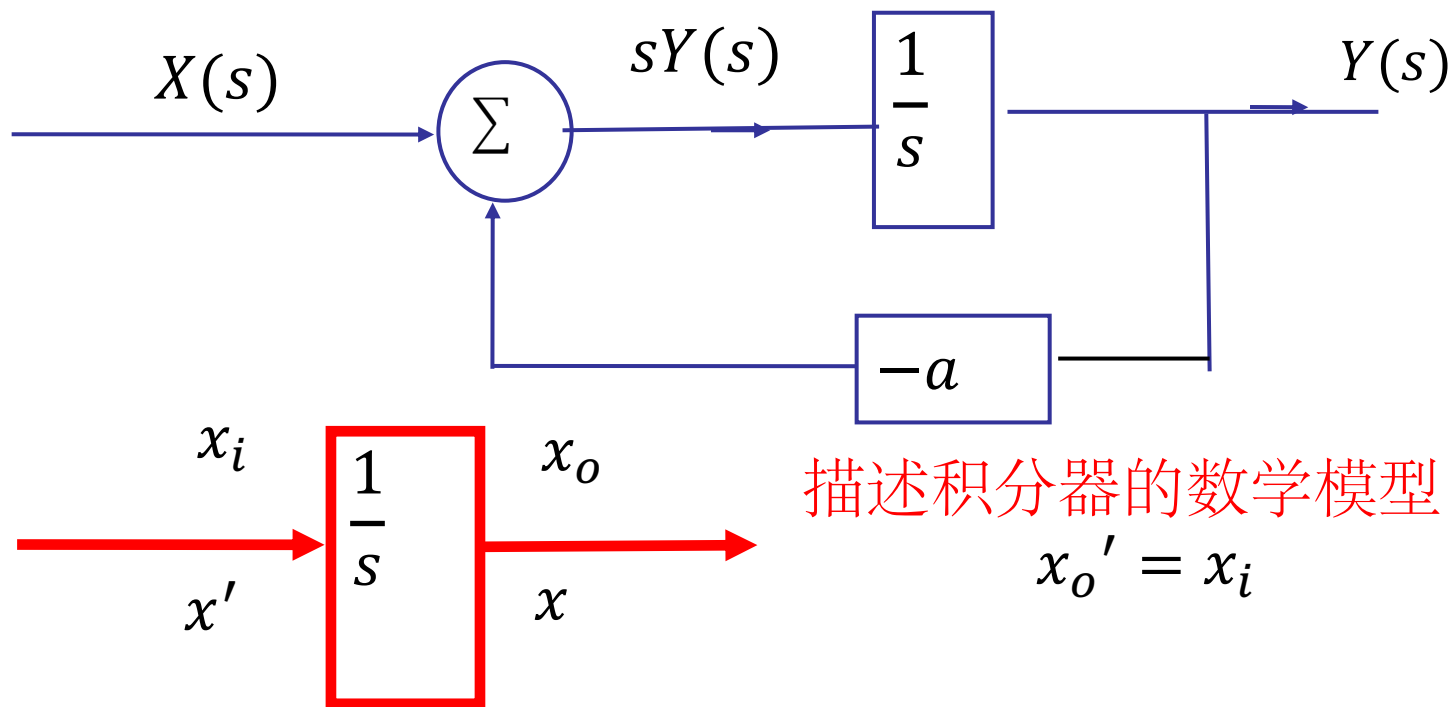 X(s)
∑
sY(s)
1
s
Y(s)
−a
x_i
1
s
x_o
x′
x
描述积分器的数学模型
x_o′ = x_i